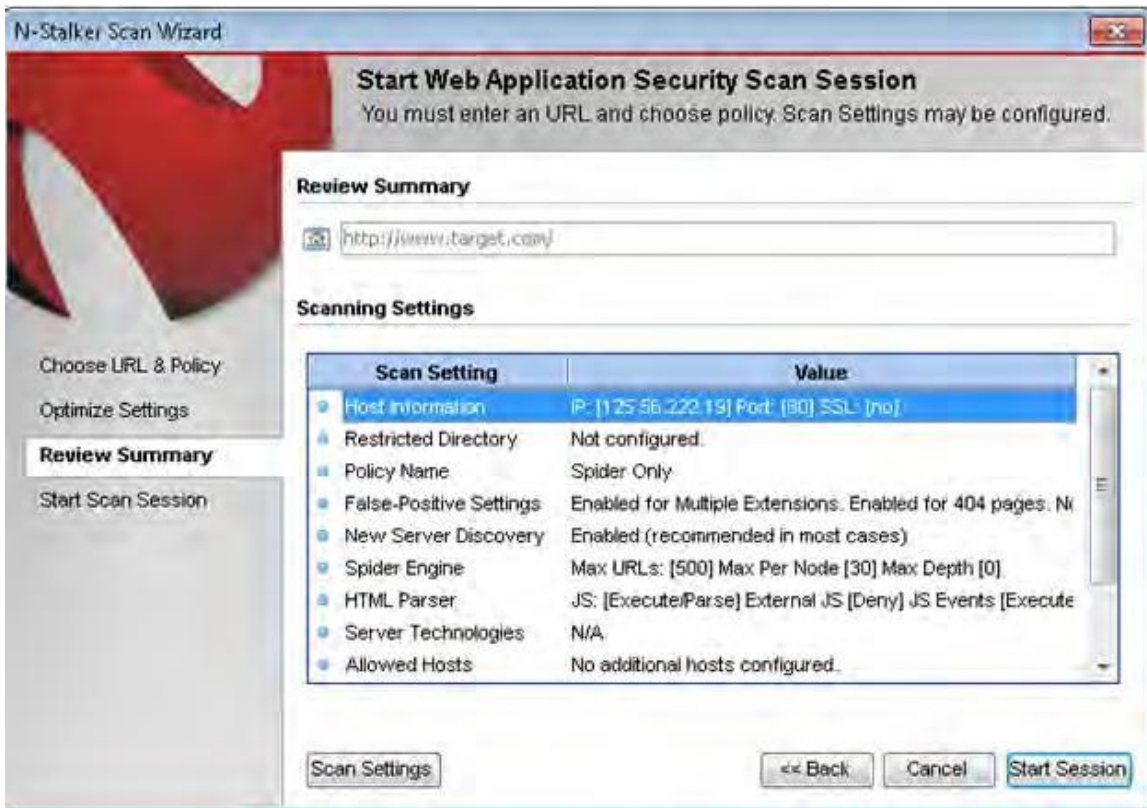 N-Stalker Scan Wizard
Start Web Application Security Scan Session
You must enter an URL and choose policy. Scan Settings may be configured.
Choose URL & Policy
Optimize Settings
Review Summary
Start Scan Session
Review Summary
http://www.target.com/
Scanning Settings
Scan Setting Value
Host Information IP: [125.56.222.19] Port: [80] SSL: [no]
Restricted Directory Not configured.
Policy Name Spider Only
False-Positive Settings Enabled for Multiple Extensions. Enabled for 404 pages.
New Server Discovery Enabled (recommended in most cases)
Spider Engine Max URLs: [500] Max Per Node [30] Max Depth [0]
HTML Parser JS: [Execute/Parse] External JS [Deny] JS Events [Execute
Server Technologies N/A
Allowed Hosts No additional hosts configured.
Scan Settings << Back Cancel Start Session